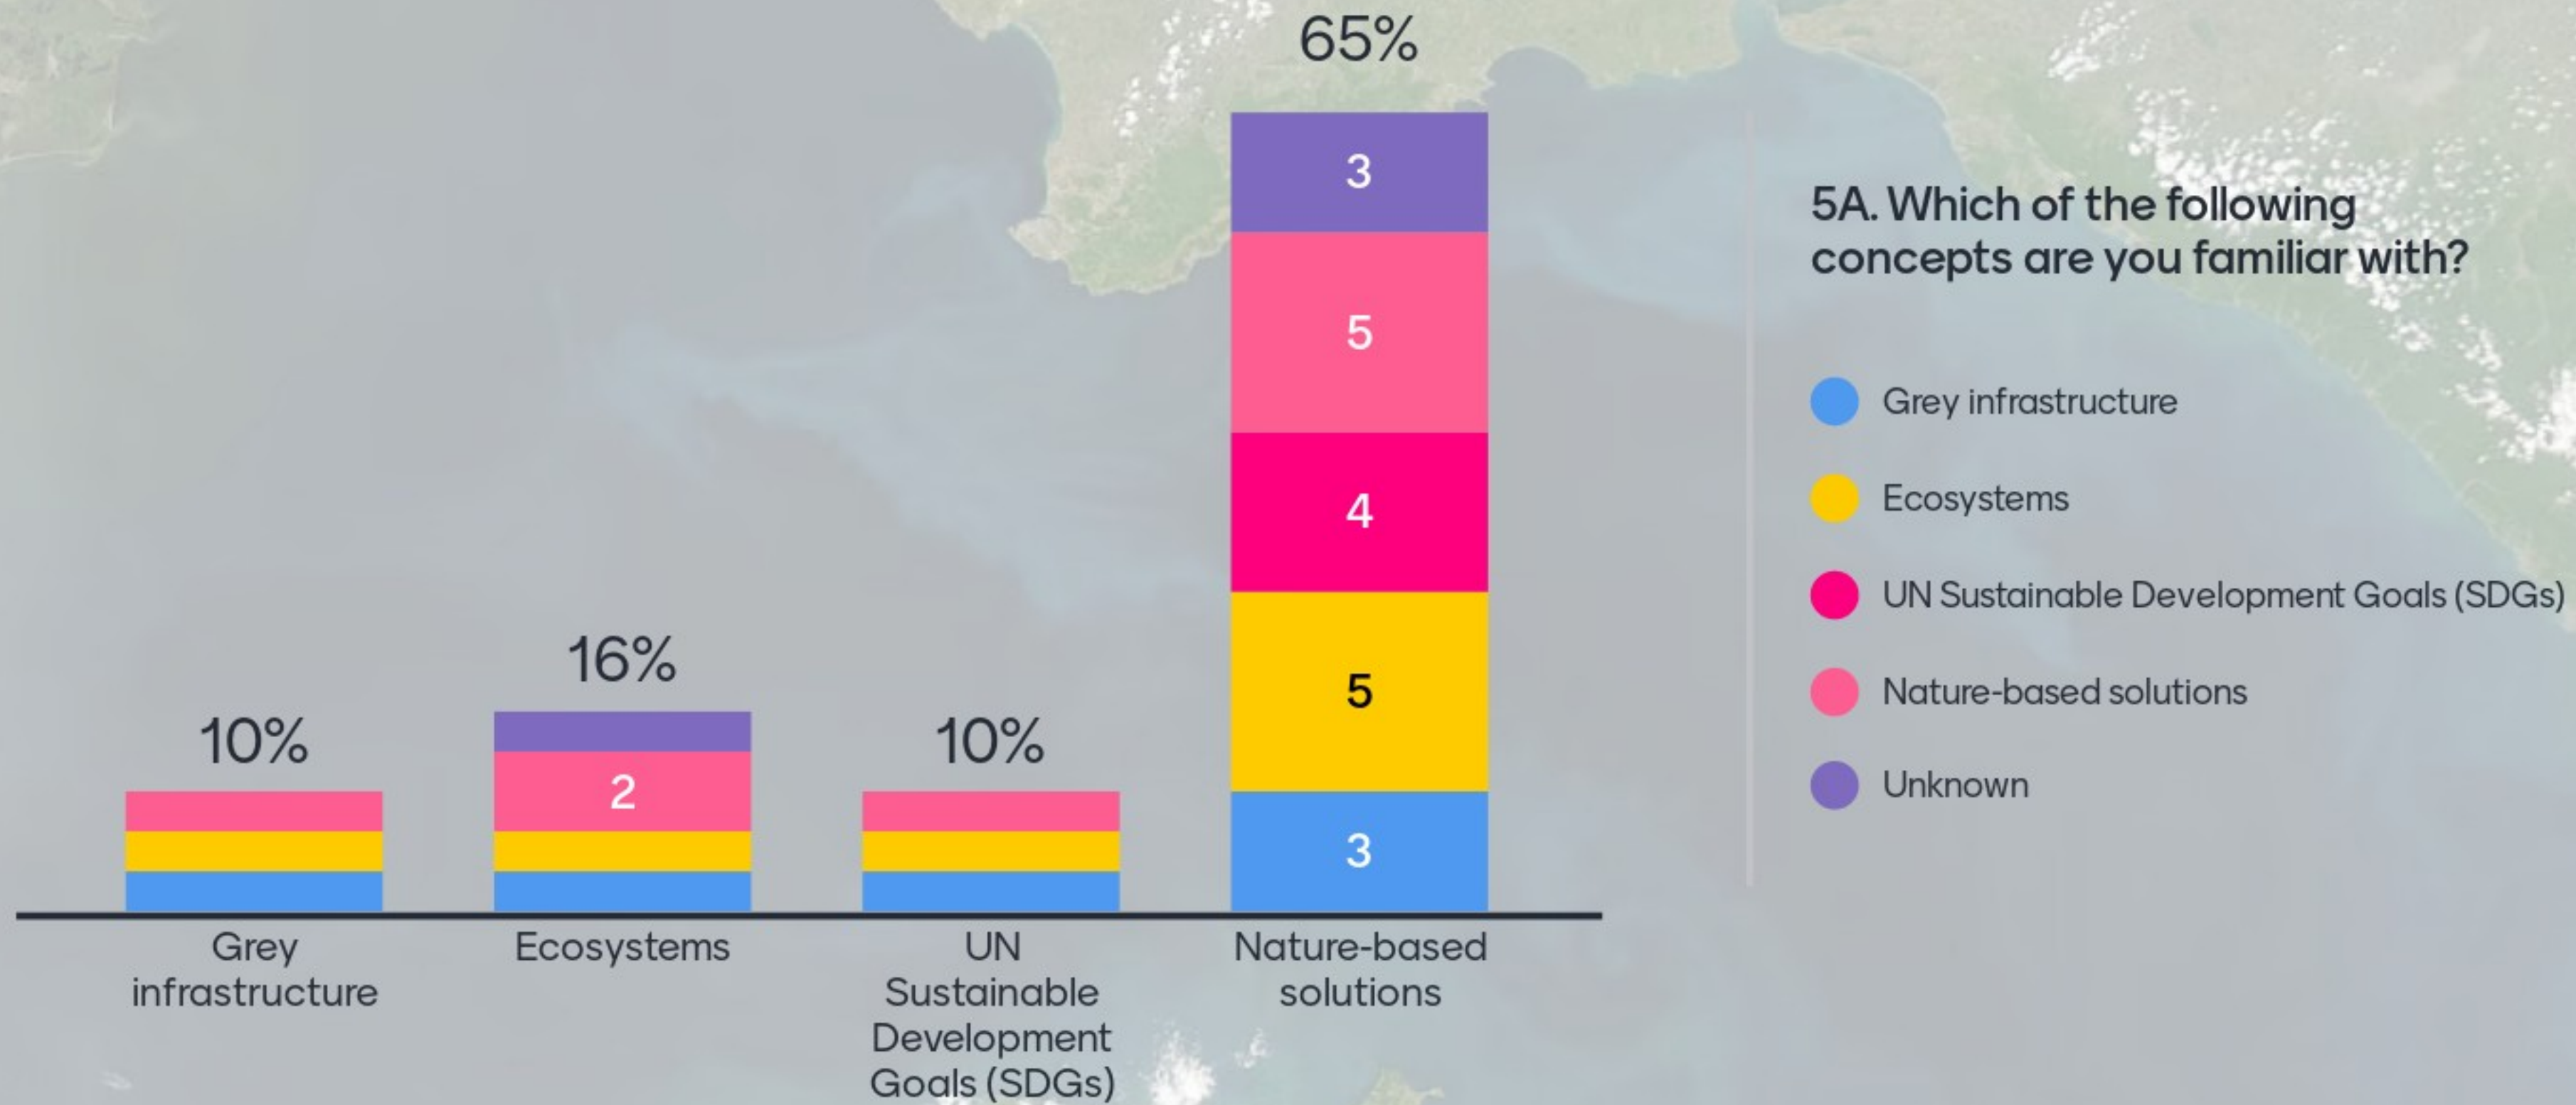 65%
3
5
4
5
3
16%
2
10%
10%
Grey
infrastructure
Ecosystems
UN
Sustainable
Development
Goals (SDGs)
Nature-based
solutions
5A. Which of the following
concepts are you familiar with?
Grey infrastructure
Ecosystems
UN Sustainable Development Goals (SDGs)
Nature-based solutions
Unknown